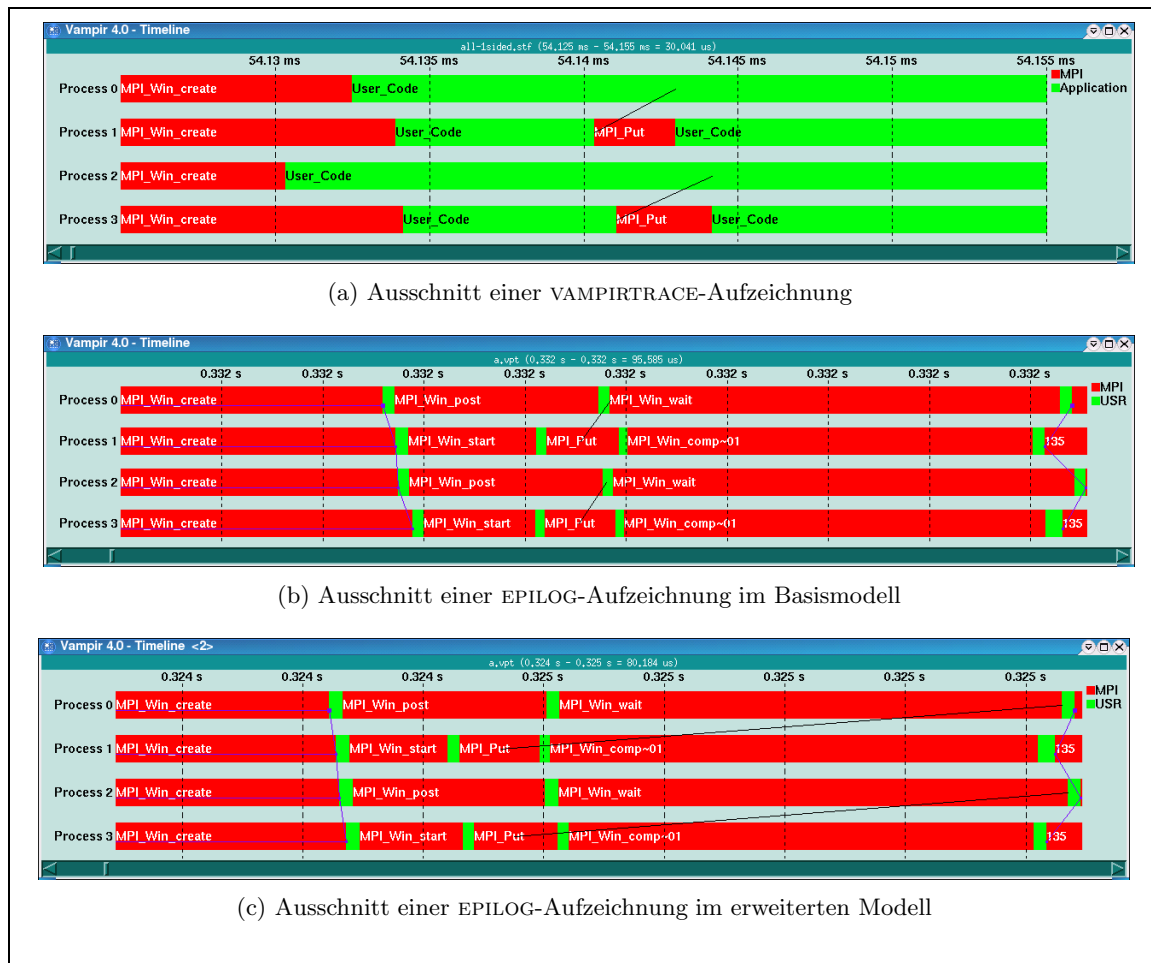 Vampir 4.0 - Timeline
all-1sided.stf (54.125 ms - 54.155 ms = 30.041 us)
54.13 ms 54.135 ms 54.14 ms 54.145 ms 54.15 ms 54.155 ms
MPI
Application
Process 0 MPI_Win_create User_Code
Process 1 MPI_Win_create User_Code MPI_Put User_Code
Process 2 MPI_Win_create User_Code
Process 3 MPI_Win_create User_Code MPI_Put User_Code
(a) Ausschnitt einer VAMPIRTRACE-Aufzeichnung
Vampir 4.0 - Timeline
a.vpt (0.332 s - 0.332 s = 95.585 us)
0.332 s 0.332 s 0.332 s 0.332 s 0.332 s 0.332 s 0.332 s 0.332 s 0.332 s
MPI
USR
Process 0 MPI_Win_create MPI_Win_post MPI_Win_wait
Process 1 MPI_Win_create MPI_Win_start MPI_Put MPI_Win_comp~01 135
Process 2 MPI_Win_create MPI_Win_post MPI_Win_wait
Process 3 MPI_Win_create MPI_Win_start MPI_Put MPI_Win_comp~01 135
(b) Ausschnitt einer EPILOG-Aufzeichnung im Basismodell
Vampir 4.0 - Timeline <2>
a.vpt (0.324 s - 0.325 s = 80.184 us)
0.324 s 0.324 s 0.324 s 0.325 s 0.325 s 0.325 s 0.325 s 0.325 s
MPI
USR
Process 0 MPI_Win_create MPI_Win_post MPI_Win_wait
Process 1 MPI_Win_create MPI_Win_start MPI_Put MPI_Win_comp~01 135
Process 2 MPI_Win_create MPI_Win_post MPI_Win_wait
Process 3 MPI_Win_create MPI_Win_start MPI_Put MPI_Win_comp~01 135
(c) Ausschnitt einer EPILOG-Aufzeichnung im erweiterten Modell